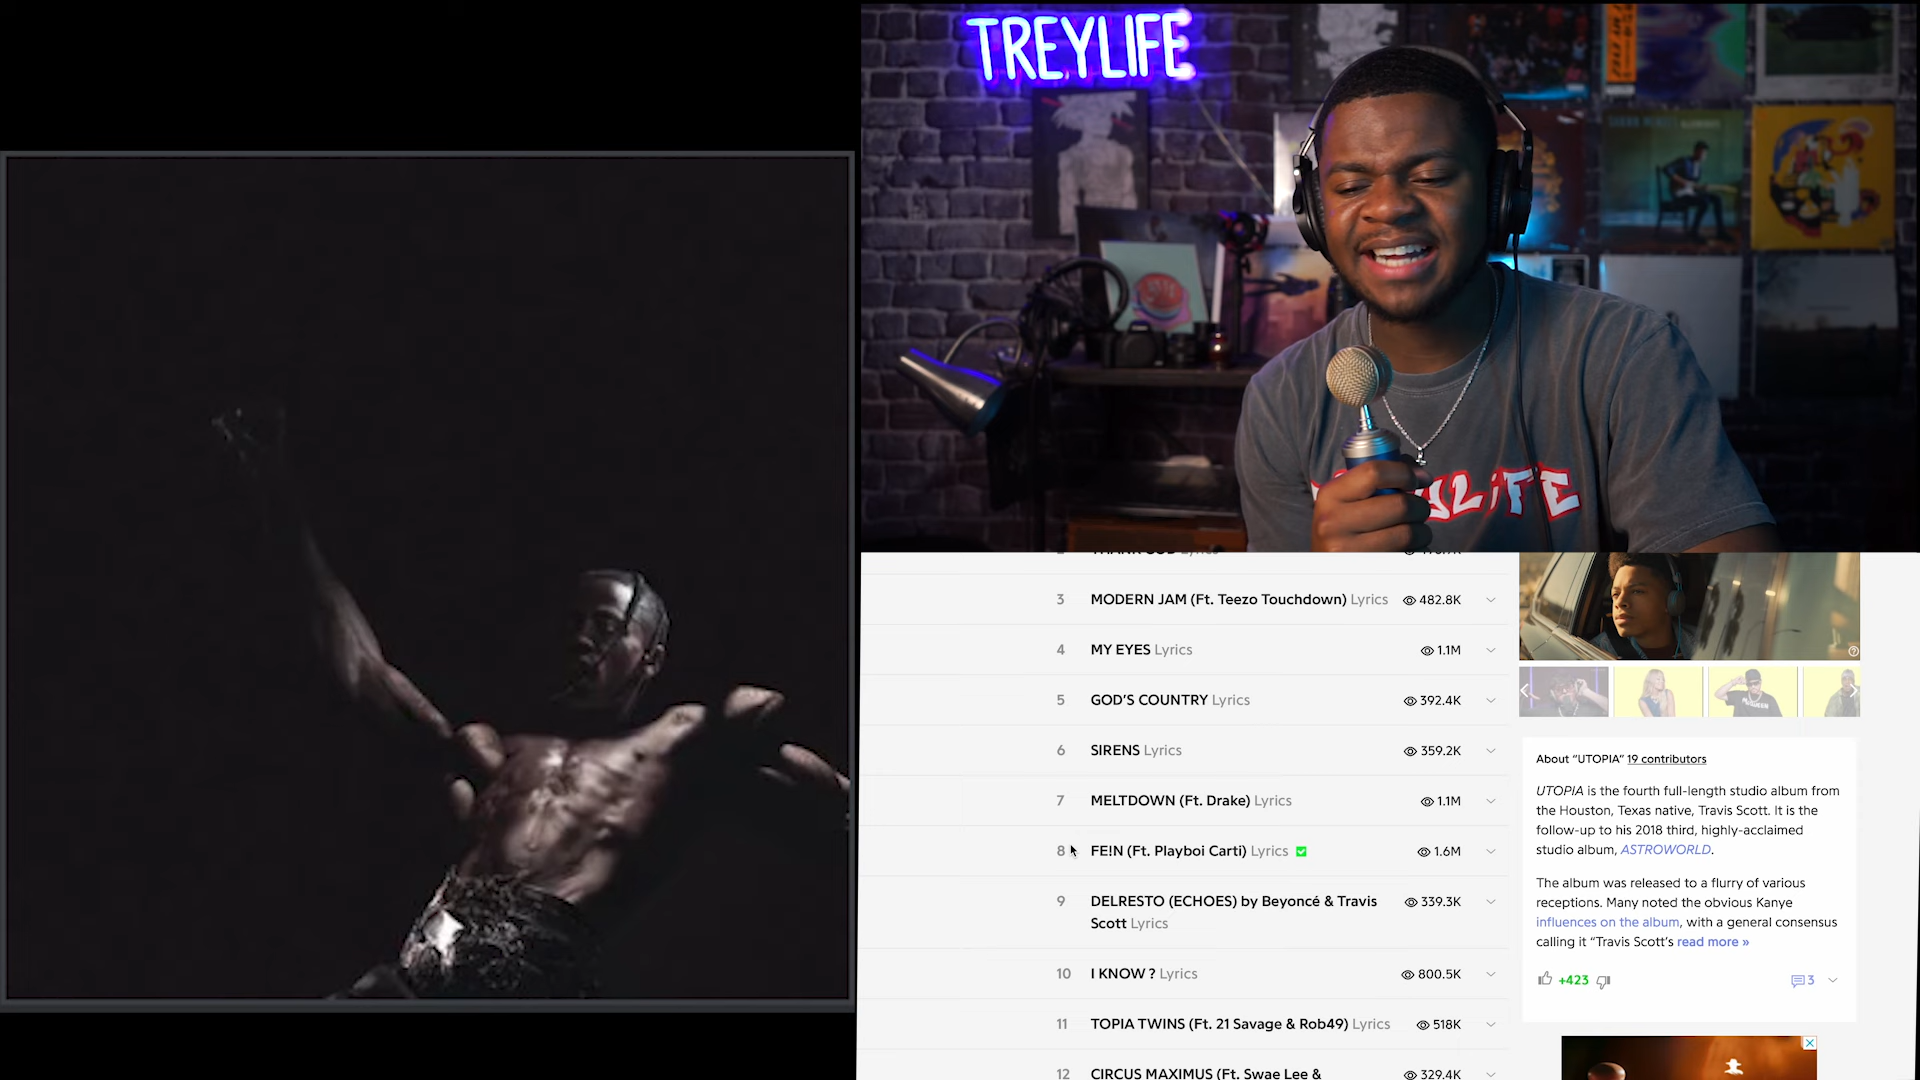 TREYLIFE
YLiFE
3 MODERN JAM (Ft. Teezo Touchdown) Lyrics 482.8K
4 MY EYES Lyrics 1.1M
5 GOD'S COUNTRY Lyrics 392.4K
6 SIRENS Lyrics 359.2K
7 MELTDOWN (Ft. Drake) Lyrics 1.1M
8 FE!N (Ft. Playboi Carti) Lyrics 1.6M
9 DELRESTO (ECHOES) by Beyoncé & Travis
Scott Lyrics 339.3K
10 I KNOW ? Lyrics 800.5K
11 TOPIA TWINS (Ft. 21 Savage & Rob49) Lyrics 518K
12 CIRCUS MAXIMUS (Ft. Swae Lee & 329.4K
About “UTOPIA” 19 contributors
UTOPIA is the fourth full-length studio album from
the Houston, Texas native, Travis Scott. It is the
follow-up to his 2018 third, highly-acclaimed
studio album, ASTROWORLD.
The album was released to a flurry of various
receptions. Many noted the obvious Kanye
influences on the album, with a general consensus
calling it “Travis Scott’s read more »
+423
3